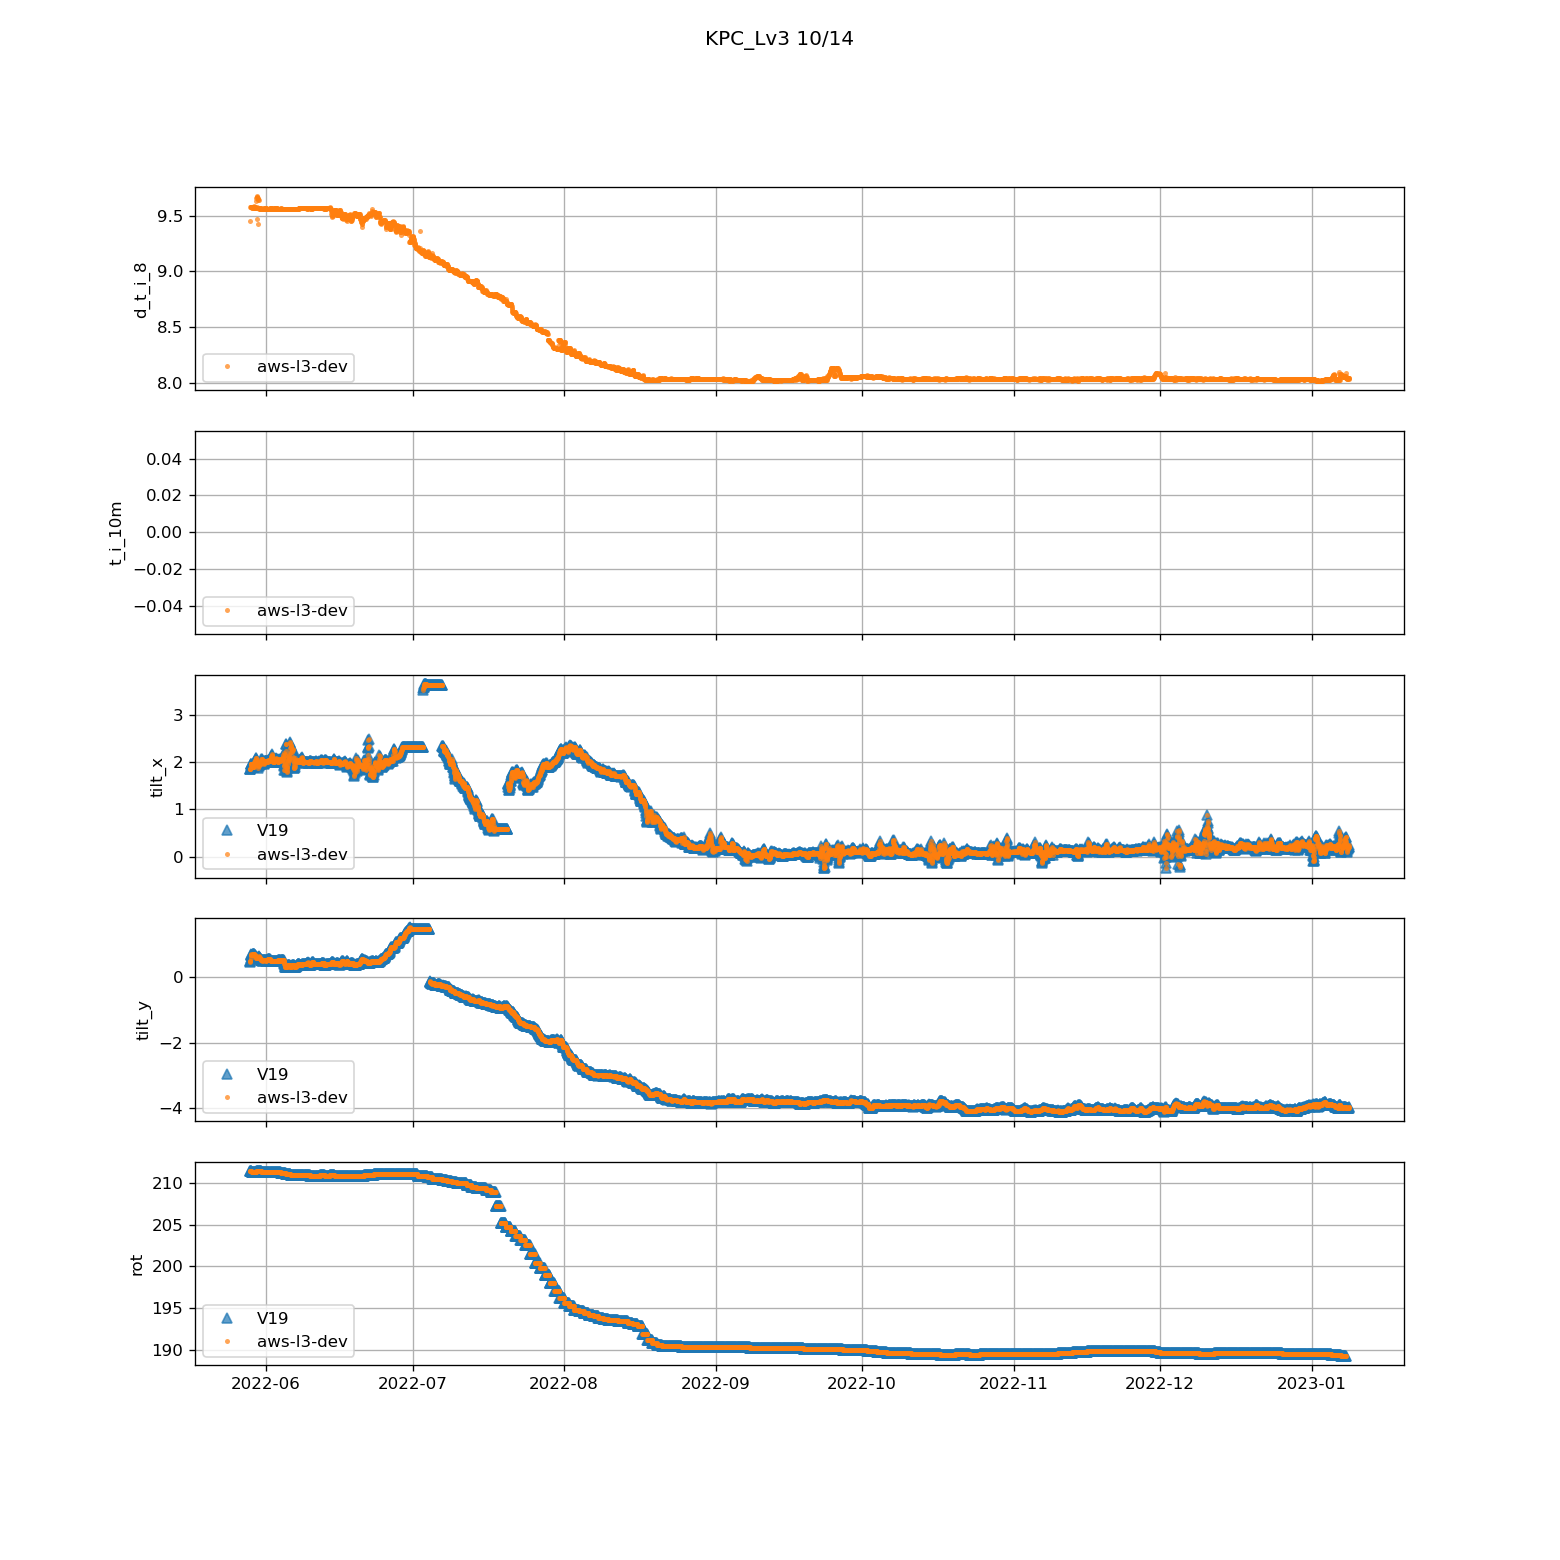 KPC_Lv3 10/14
d_t_i_8
9.5
9.0
8.5
8.0
aws-l3-dev
t_i_10m
0.04
0.02
0.00
−0.02
−0.04
aws-l3-dev
tilt_x
3
2
1
0
V19
aws-l3-dev
tilt_y
0
−2
−4
V19
aws-l3-dev
rot
210
205
200
195
190
V19
aws-l3-dev
2022-06 2022-07 2022-08 2022-09 2022-10 2022-11 2022-12 2023-01